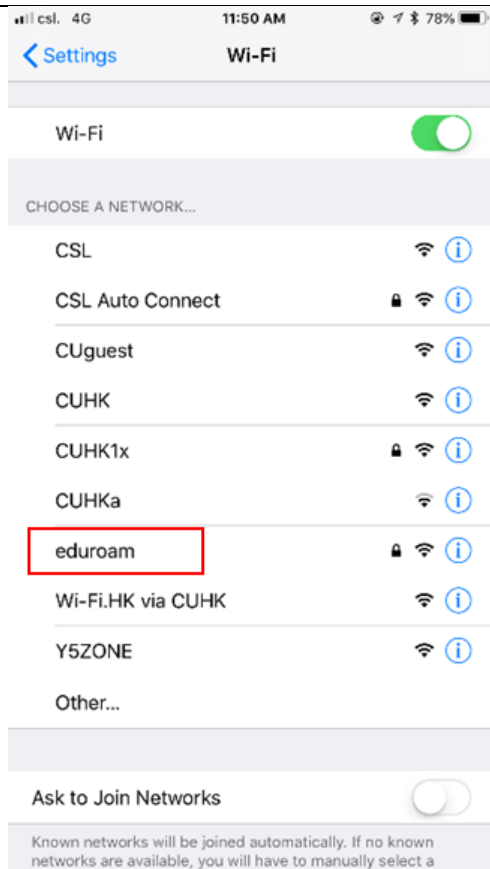 csl. 4G 11:50 AM 78%
Settings Wi-Fi
Wi-Fi
CHOOSE A NETWORK...
CSL
CSL Auto Connect
CUguest
CUHK
CUHK1x
CUHKa
eduroam
Wi-Fi.HK via CUHK
Y5ZONE
Other...
Ask to Join Networks
Known networks will be joined automatically. If no known
networks are available, you will have to manually select a